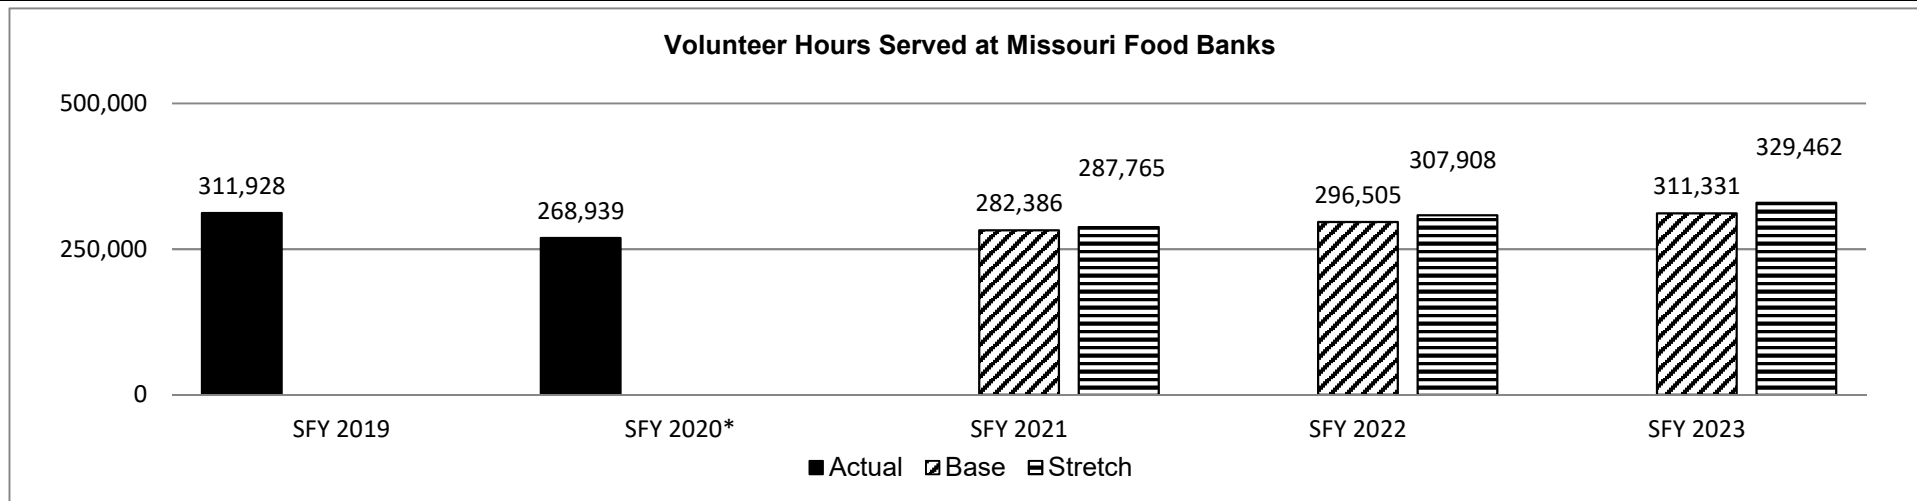 Volunteer Hours Served at Missouri Food Banks
500,000
250,000
0
311,928
268,939
282,386
287,765
296,505
307,908
311,331
329,462
SFY 2019
SFY 2020*
SFY 2021
SFY 2022
SFY 2023
Actual Base Stretch